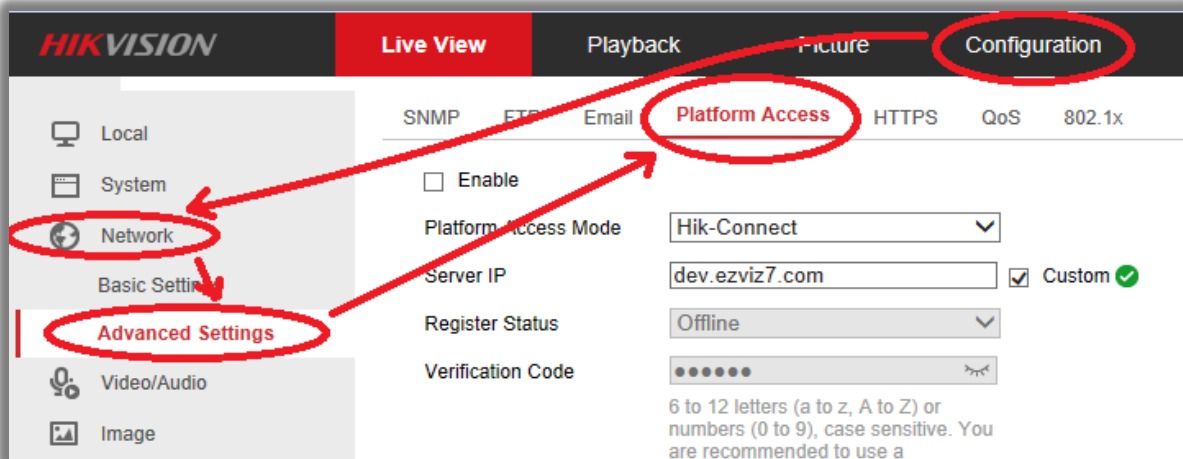 HIKVISION Live View Playback Picture Configuration
SNMP FTP Email Platform Access HTTPS QoS 802.1x
Local
System
Network
Basic Settings
Advanced Settings
Video/Audio
Image
Enable
Platform Access Mode Hik-Connect
Server IP dev.ezviz7.com Custom
Register Status Offline
Verification Code ●●●●●●
6 to 12 letters (a to z, A to Z) or
numbers (0 to 9), case sensitive. You
are recommended to use a